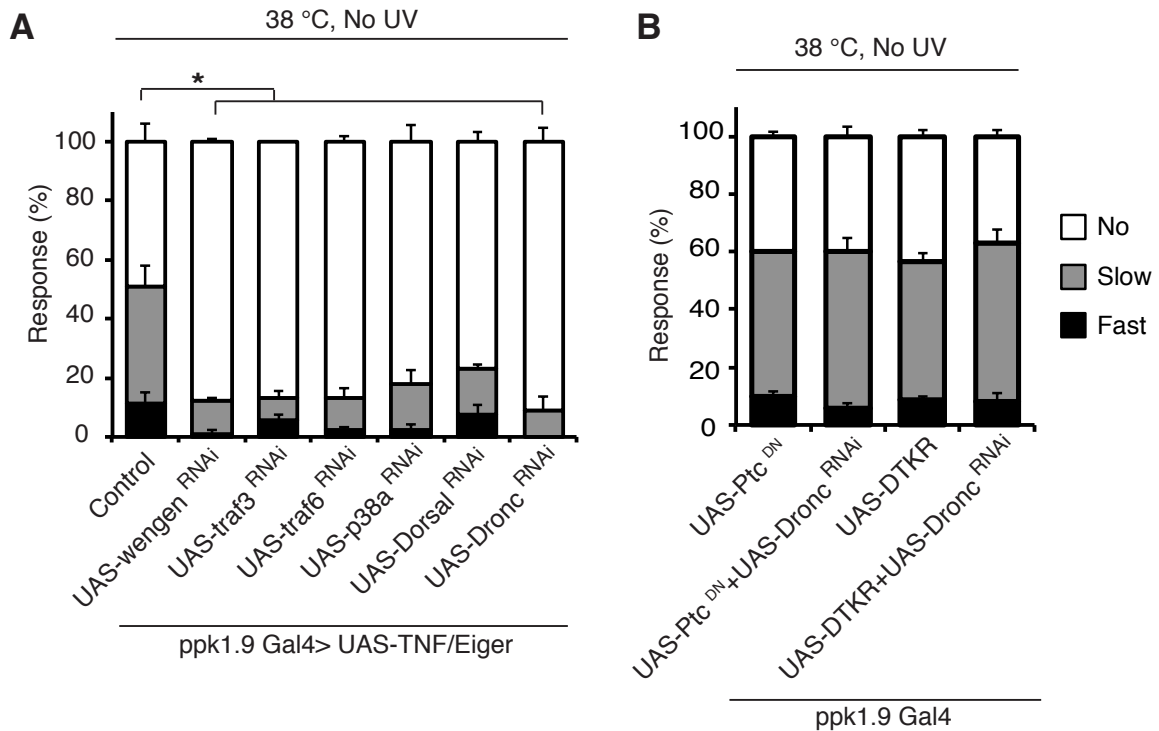 A
38 °C, No UV
*
Response (%)
100
80
60
40
20
0
Control
UAS-wengen RNAi
UAS-traf3 RNAi
UAS-traf6 RNAi
UAS-p38a RNAi
UAS-Dorsal RNAi
UAS-Dronc RNAi
ppk1.9 Gal4> UAS-TNF/Eiger
B
38 °C, No UV
Response (%)
100
80
60
40
20
0
UAS-Ptc DN
UAS-Ptc DN+UAS-Dronc RNAi
UAS-DTKR
UAS-DTKR+UAS-Dronc RNAi
ppk1.9 Gal4
No
Slow
Fast